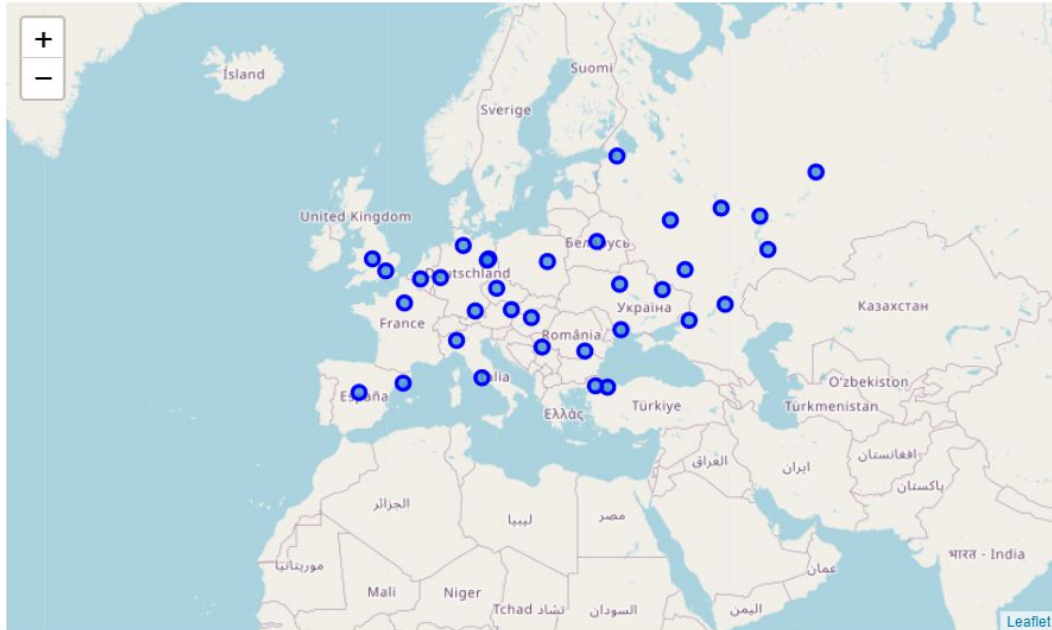 +
−
Suomi
Ísland
Sverige
United Kingdom
Беларусь
Deutschland
Україна
Казахстан
France
România
Italia
España
O'zbekiston
Türkmenistan
Türkiye
Ελλάς
افغانستان
العراق
ایران
پاکستان
الجزائر
ليبيا
مصر
भारत - India
موريتانيا
عمان
Mali
Niger
Tchad تشاد
السودان
اليمن
Leaflet